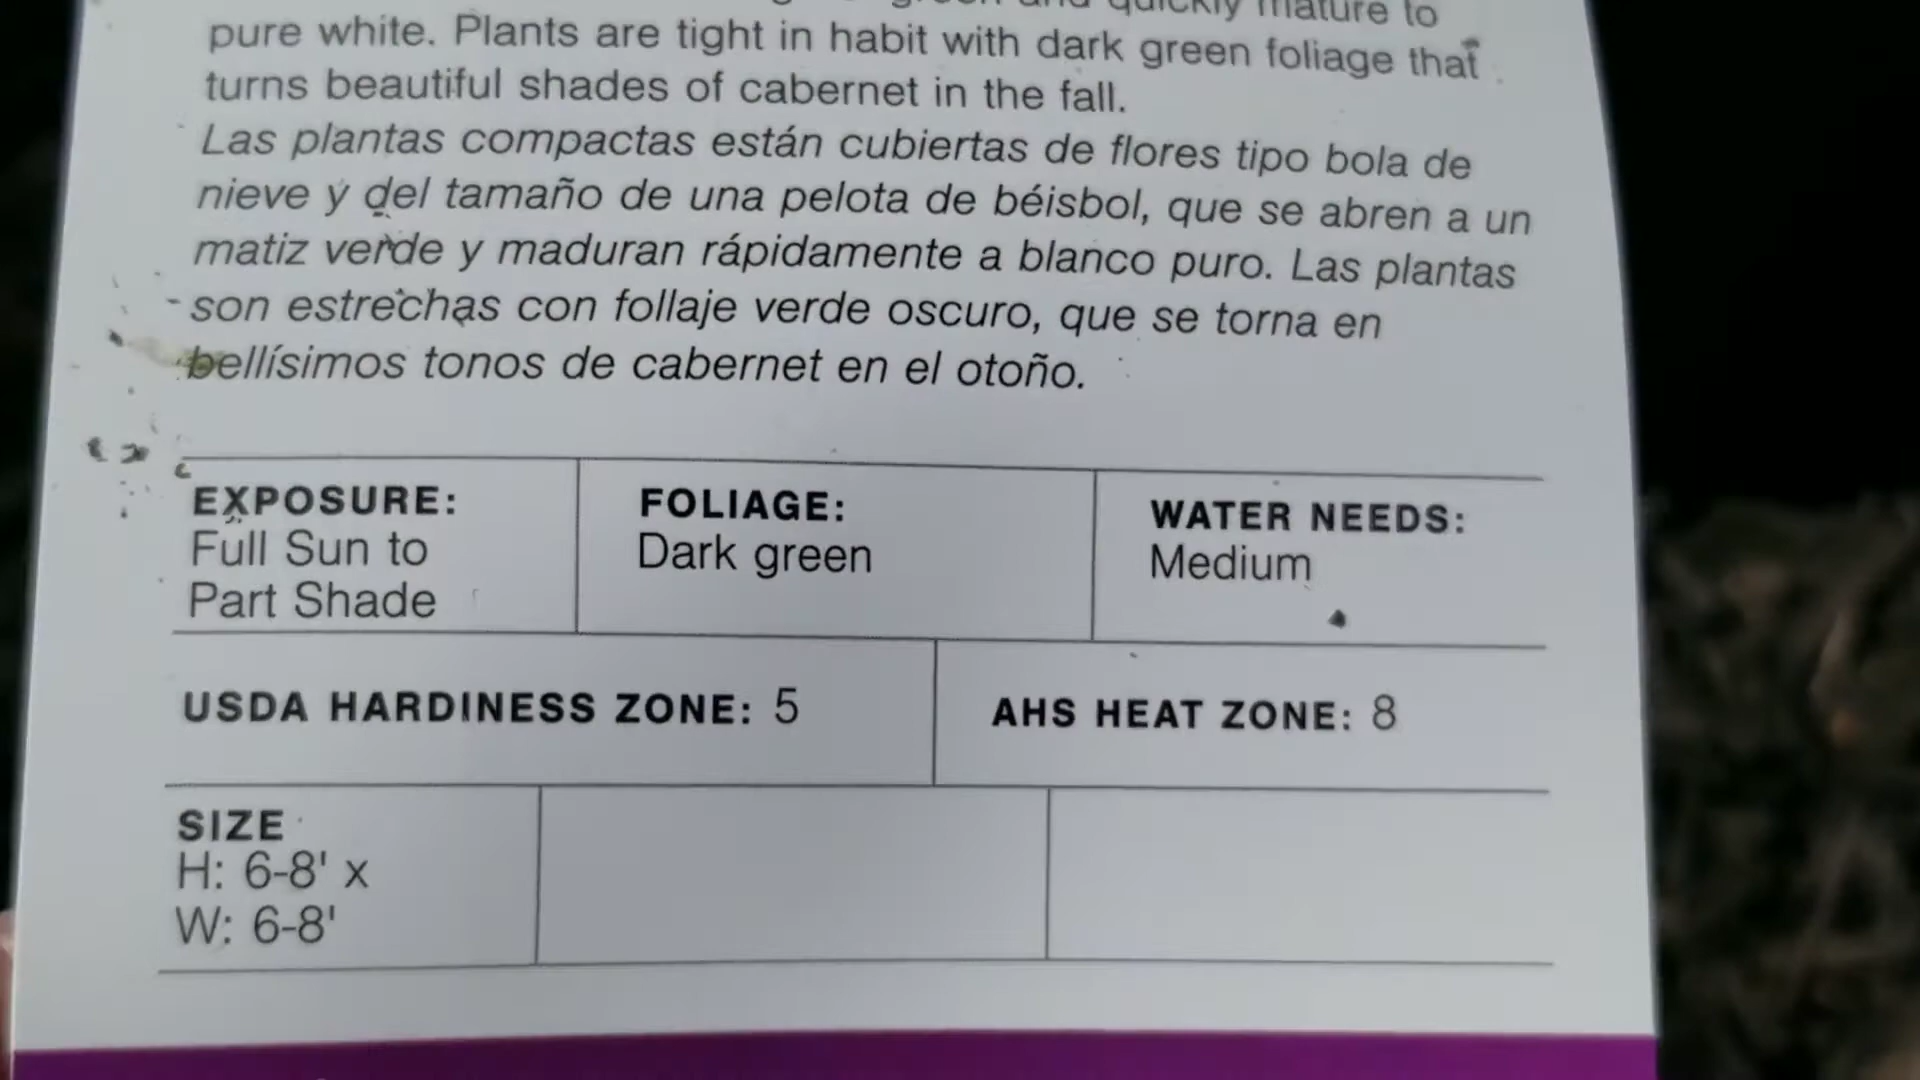 and quickly mature to
pure white. Plants are tight in habit with dark green foliage that
turns beautiful shades of cabernet in the fall.
Las plantas compactas están cubiertas de flores tipo bola de
nieve y del tamaño de una pelota de béisbol, que se abren a un
matiz verde y maduran rápidamente a blanco puro. Las plantas
son estrechas con follaje verde oscuro, que se torna en
bellísimos tonos de cabernet en el otoño.
EXPOSURE:
Full Sun to
Part Shade
FOLIAGE:
Dark green
WATER NEEDS:
Medium
USDA HARDINESS ZONE: 5
AHS HEAT ZONE: 8
SIZE
H: 6-8' x
W: 6-8'